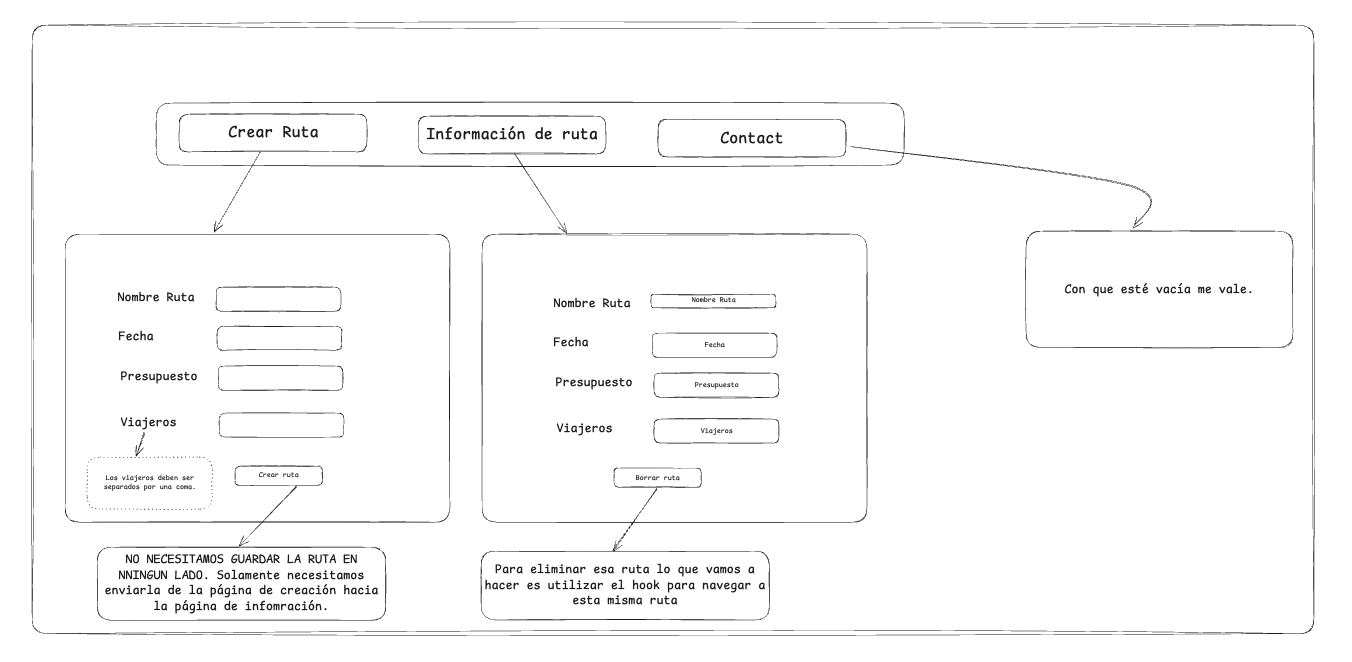 Crear Ruta
Información de ruta
Contact
Nombre Ruta
Fecha
Presupuesto
Viajeros
Los viajeros deben ser
separados por una coma.
Crear ruta
NO NECESITAMOS GUARDAR LA RUTA EN
NNINGUN LADO. Solamente necesitamos
enviarla de la página de creación hacia
la página de infomración.
Nombre Ruta
Nombre Ruta
Fecha
Fecha
Presupuesto
Presupuesto
Viajeros
Viajeros
Borrar ruta
Para eliminar esa ruta lo que vamos a
hacer es utilizar el hook para navegar a
esta misma ruta
Con que esté vacía me vale.